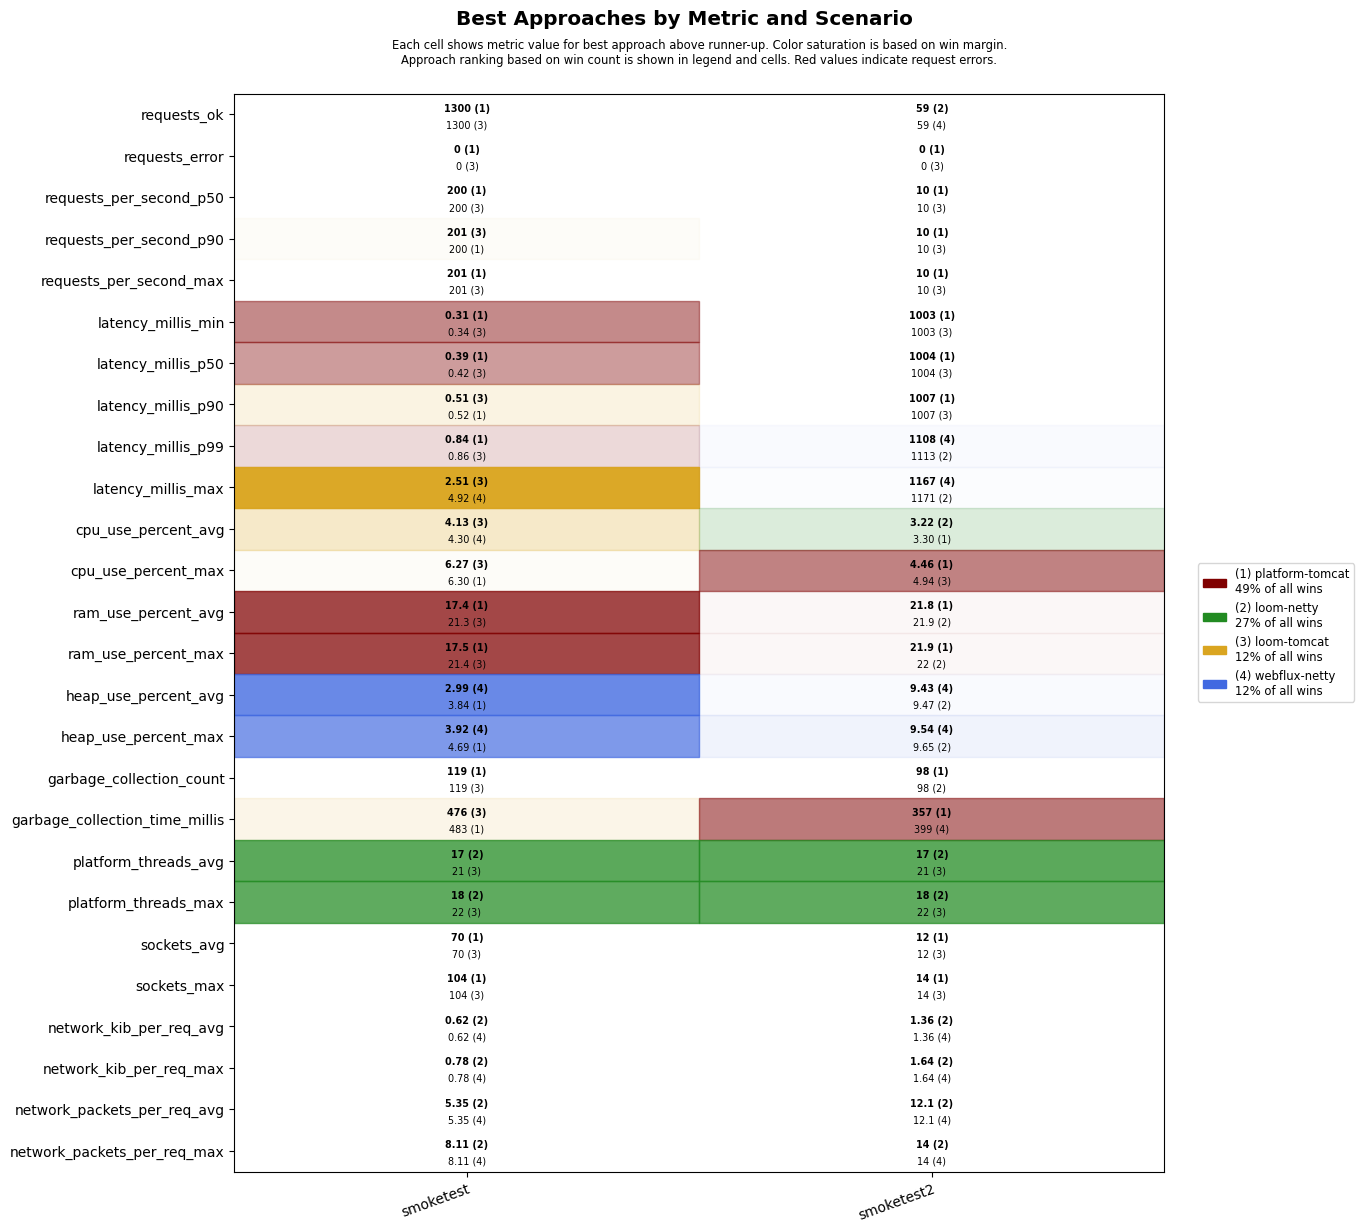 Best Approaches by Metric and Scenario
Each cell shows metric value for best approach above runner-up. Color saturation is based on win margin.
Approach ranking based on win count is shown in legend and cells. Red values indicate request errors.
requests_ok
1300 (1)
1300 (3)
59 (2)
59 (4)
requests_error
0 (1)
0 (3)
0 (1)
0 (3)
requests_per_second_p50
200 (1)
200 (3)
10 (1)
10 (3)
requests_per_second_p90
201 (3)
200 (1)
10 (1)
10 (3)
requests_per_second_max
201 (1)
201 (3)
10 (1)
10 (3)
latency_millis_min
0.31 (1)
0.34 (3)
1003 (1)
1003 (3)
latency_millis_p50
0.39 (1)
0.42 (3)
1004 (1)
1004 (3)
latency_millis_p90
0.51 (3)
0.52 (1)
1007 (1)
1007 (3)
latency_millis_p99
0.84 (1)
0.86 (3)
1108 (4)
1113 (2)
latency_millis_max
2.51 (3)
4.92 (4)
1167 (4)
1171 (2)
cpu_use_percent_avg
4.13 (3)
4.30 (4)
3.22 (2)
3.30 (1)
cpu_use_percent_max
6.27 (3)
6.30 (1)
4.46 (1)
4.94 (3)
ram_use_percent_avg
17.4 (1)
21.3 (3)
21.8 (1)
21.9 (2)
ram_use_percent_max
17.5 (1)
21.4 (3)
21.9 (1)
22 (2)
heap_use_percent_avg
2.99 (4)
3.84 (1)
9.43 (4)
9.47 (2)
heap_use_percent_max
3.92 (4)
4.69 (1)
9.54 (4)
9.65 (2)
garbage_collection_count
119 (1)
119 (3)
98 (1)
98 (2)
garbage_collection_time_millis
476 (3)
483 (1)
357 (1)
399 (4)
platform_threads_avg
17 (2)
21 (3)
17 (2)
21 (3)
platform_threads_max
18 (2)
22 (3)
18 (2)
22 (3)
sockets_avg
70 (1)
70 (3)
12 (1)
12 (3)
sockets_max
104 (1)
104 (3)
14 (1)
14 (3)
network_kib_per_req_avg
0.62 (2)
0.62 (4)
1.36 (2)
1.36 (4)
network_kib_per_req_max
0.78 (2)
0.78 (4)
1.64 (2)
1.64 (4)
network_packets_per_req_avg
5.35 (2)
5.35 (4)
12.1 (2)
12.1 (4)
network_packets_per_req_max
8.11 (2)
8.11 (4)
14 (2)
14 (4)
smoketest
smoketest2
(1) platform-tomcat
49% of all wins
(2) loom-netty
27% of all wins
(3) loom-tomcat
12% of all wins
(4) webflux-netty
12% of all wins